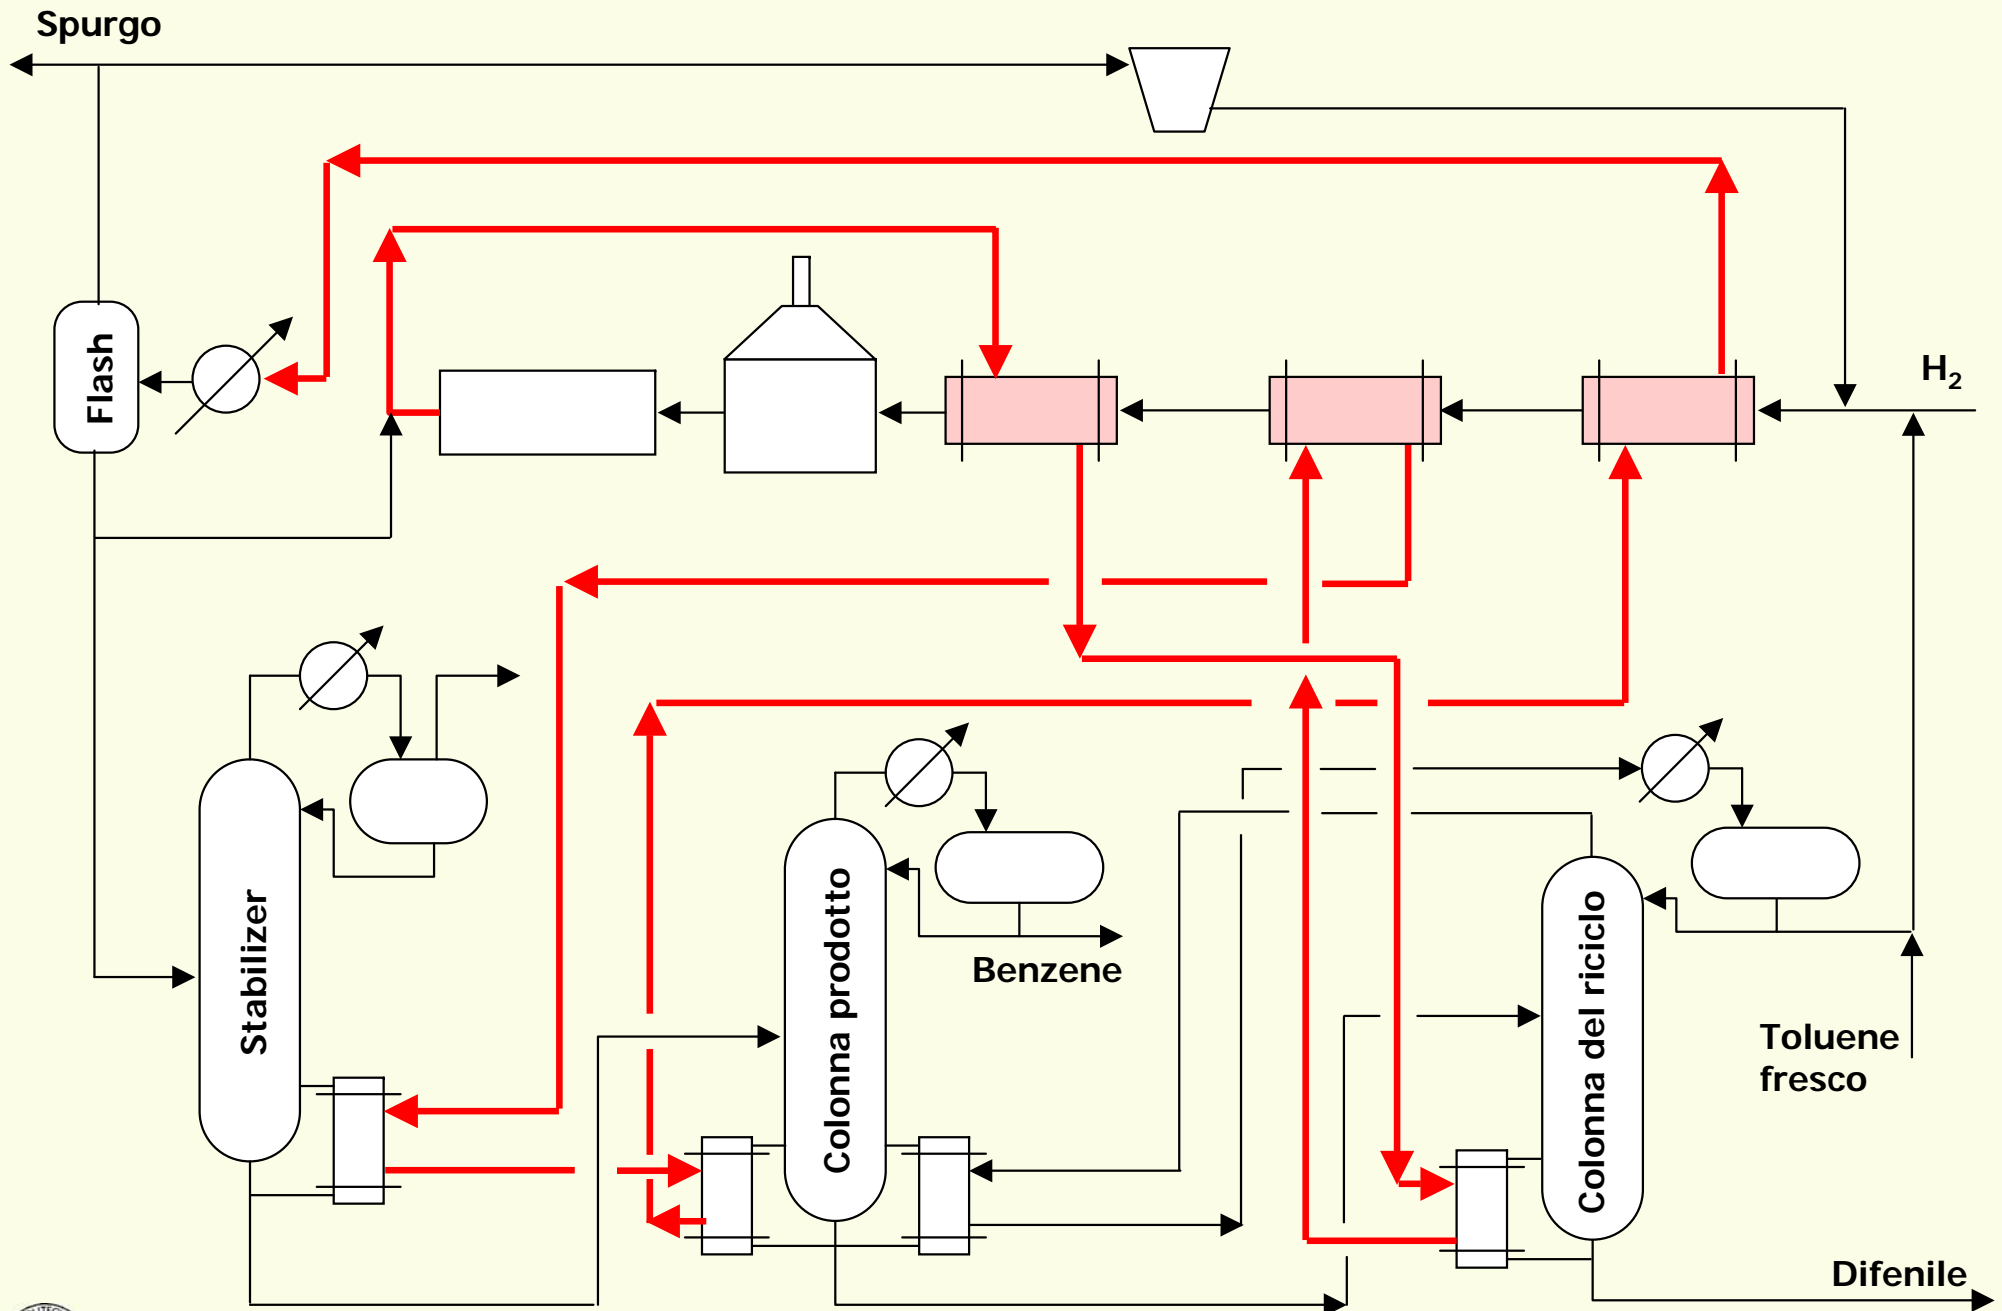 Spurgo
H2
Flash
Stabilizer
Colonna prodotto
Benzene
Colonna del riciclo
Toluene
fresco
Difenile